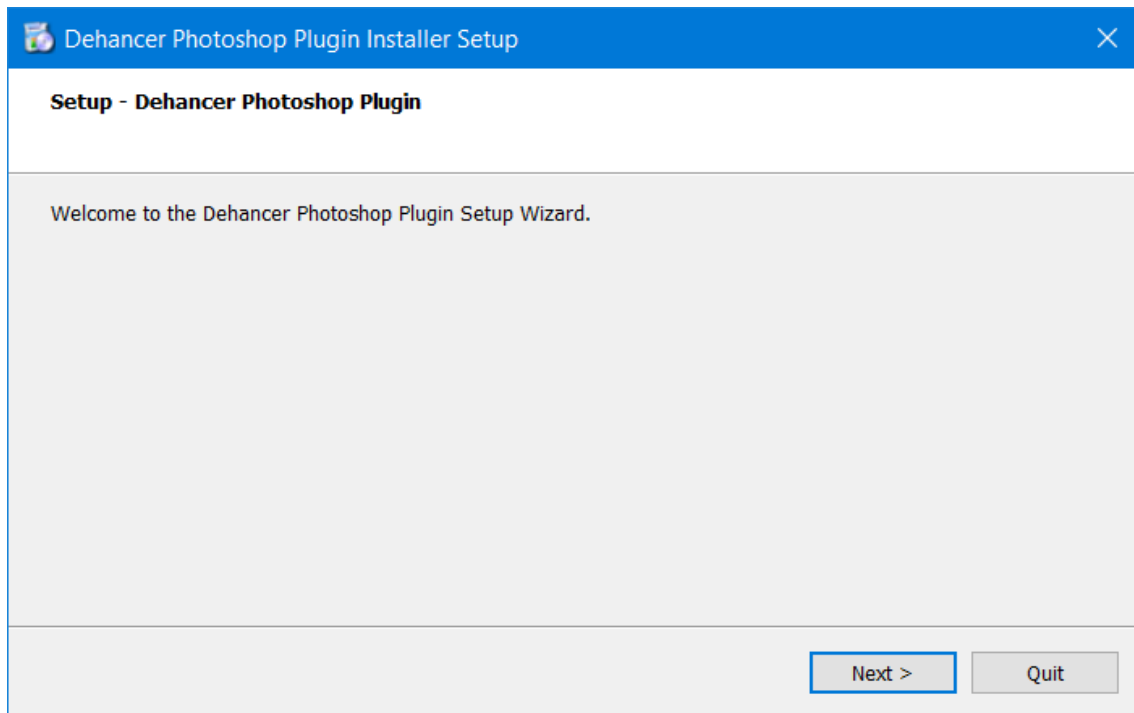 Dehancer Photoshop Plugin Installer Setup
Setup - Dehancer Photoshop Plugin
Welcome to the Dehancer Photoshop Plugin Setup Wizard.
Next >
Quit